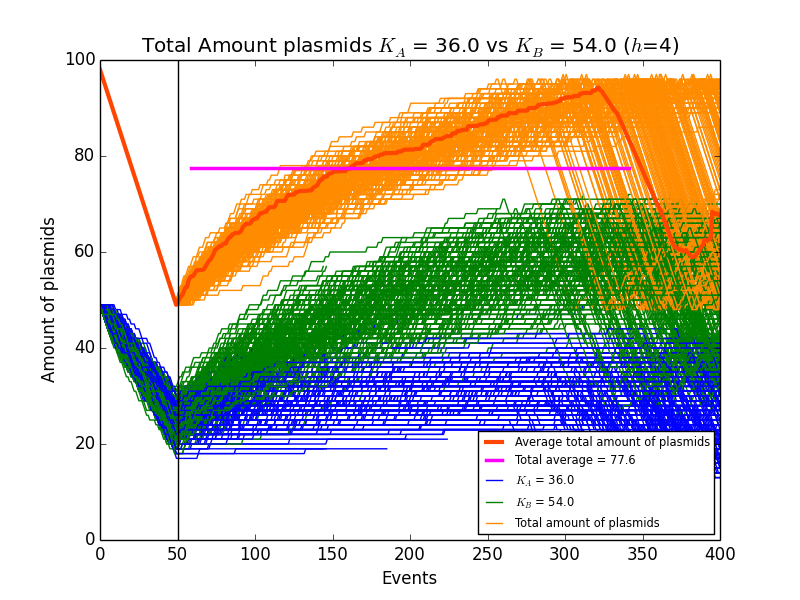 Total Amount plasmids K_A = 36.0 vs K_B = 54.0 (h=4)
100
80
60
40
20
0
Amount of plasmids
Average total amount of plasmids
Total average = 77.6
K_A = 36.0
K_B = 54.0
Total amount of plasmids
0 50 100 150 200 250 300 350 400
Events